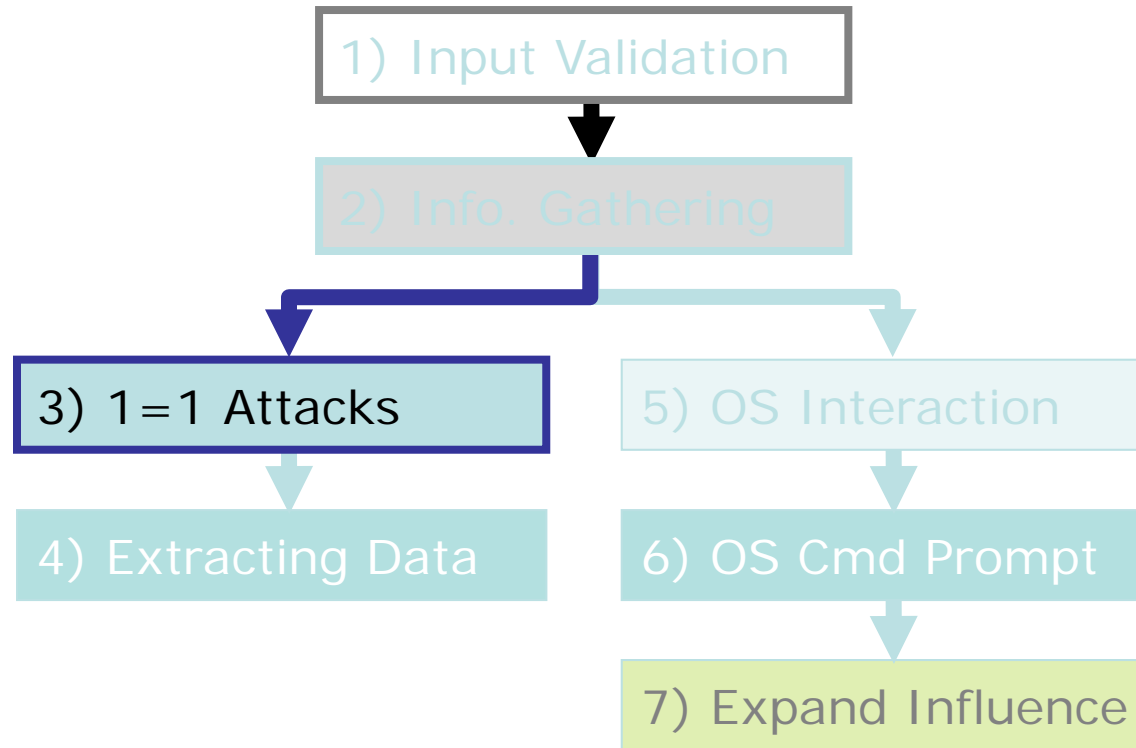 1) Input Validation
2) Info. Gathering
3) 1=1 Attacks
5) OS Interaction
4) Extracting Data
6) OS Cmd Prompt
7) Expand Influence